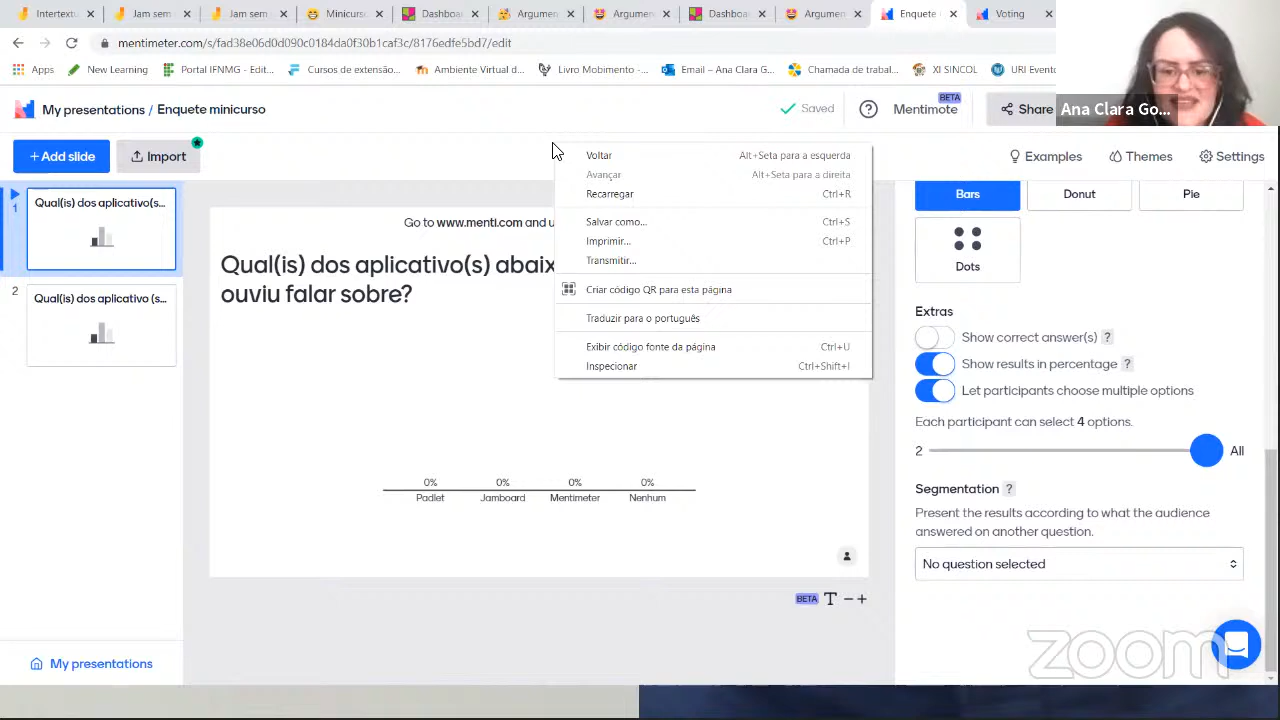 Intertextu
Jam sem
Jam sem
Minicurs
Dashboa
Argumen
Argumen
Dashboa
Argumen
Enquete
Voting
mentimeter.com/s/fad38e06d0d090c0184da0f30b1caf3c/8176edfe5bd7/edit
Apps
New Learning
Portal IFNMG - Edit...
Cursos de extensão...
Ambiente Virtual d...
Livro Mobimento -...
Email – Ana Clara G...
Chamada de trabal...
XI SINCOL
URI Evento
Ana Clara Go...
My presentations / Enquete minicurso
Saved
Mentimote
BETA
Share
+ Add slide
Import
Examples
Themes
Settings
1
Qual(is) dos aplicativo(s...
2
Qual(is) dos aplicativo (s...
Go to www.menti.com and u
Qual(is) dos aplicativo(s) abaix
ouviu falar sobre?
Voltar Alt+Seta para a esquerda
Avançar Alt+Seta para a direita
Recarregar Ctrl+R
Salvar como... Ctrl+S
Imprimir... Ctrl+P
Transmitir...
Criar código QR para esta página
Traduzir para o português
Exibir código fonte da página Ctrl+U
Inspecionar Ctrl+Shift+I
0% 0% 0% 0%
Padlet Jamboard Mentimeter Nenhum
BETA T − +
Bars
Donut
Pie
Dots
Extras
Show correct answer(s) ?
Show results in percentage ?
Let participants choose multiple options
Each participant can select 4 options.
2 All
Segmentation ?
Present the results according to what the audience
answered on another question.
No question selected
My presentations
zoom